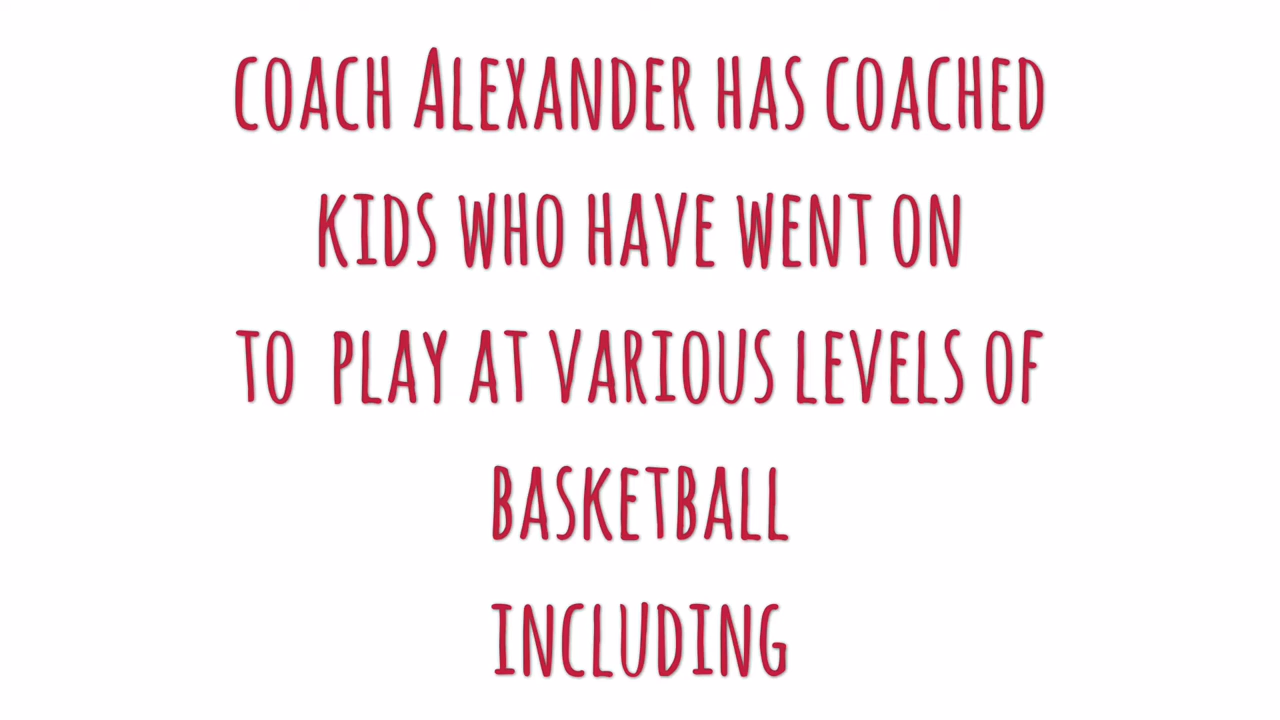 COACH ALEXANDER HAS COACHED
KIDS WHO HAVE WENT ON
TO PLAY AT VARIOUS LEVELS OF
BASKETBALL
INCLUDING